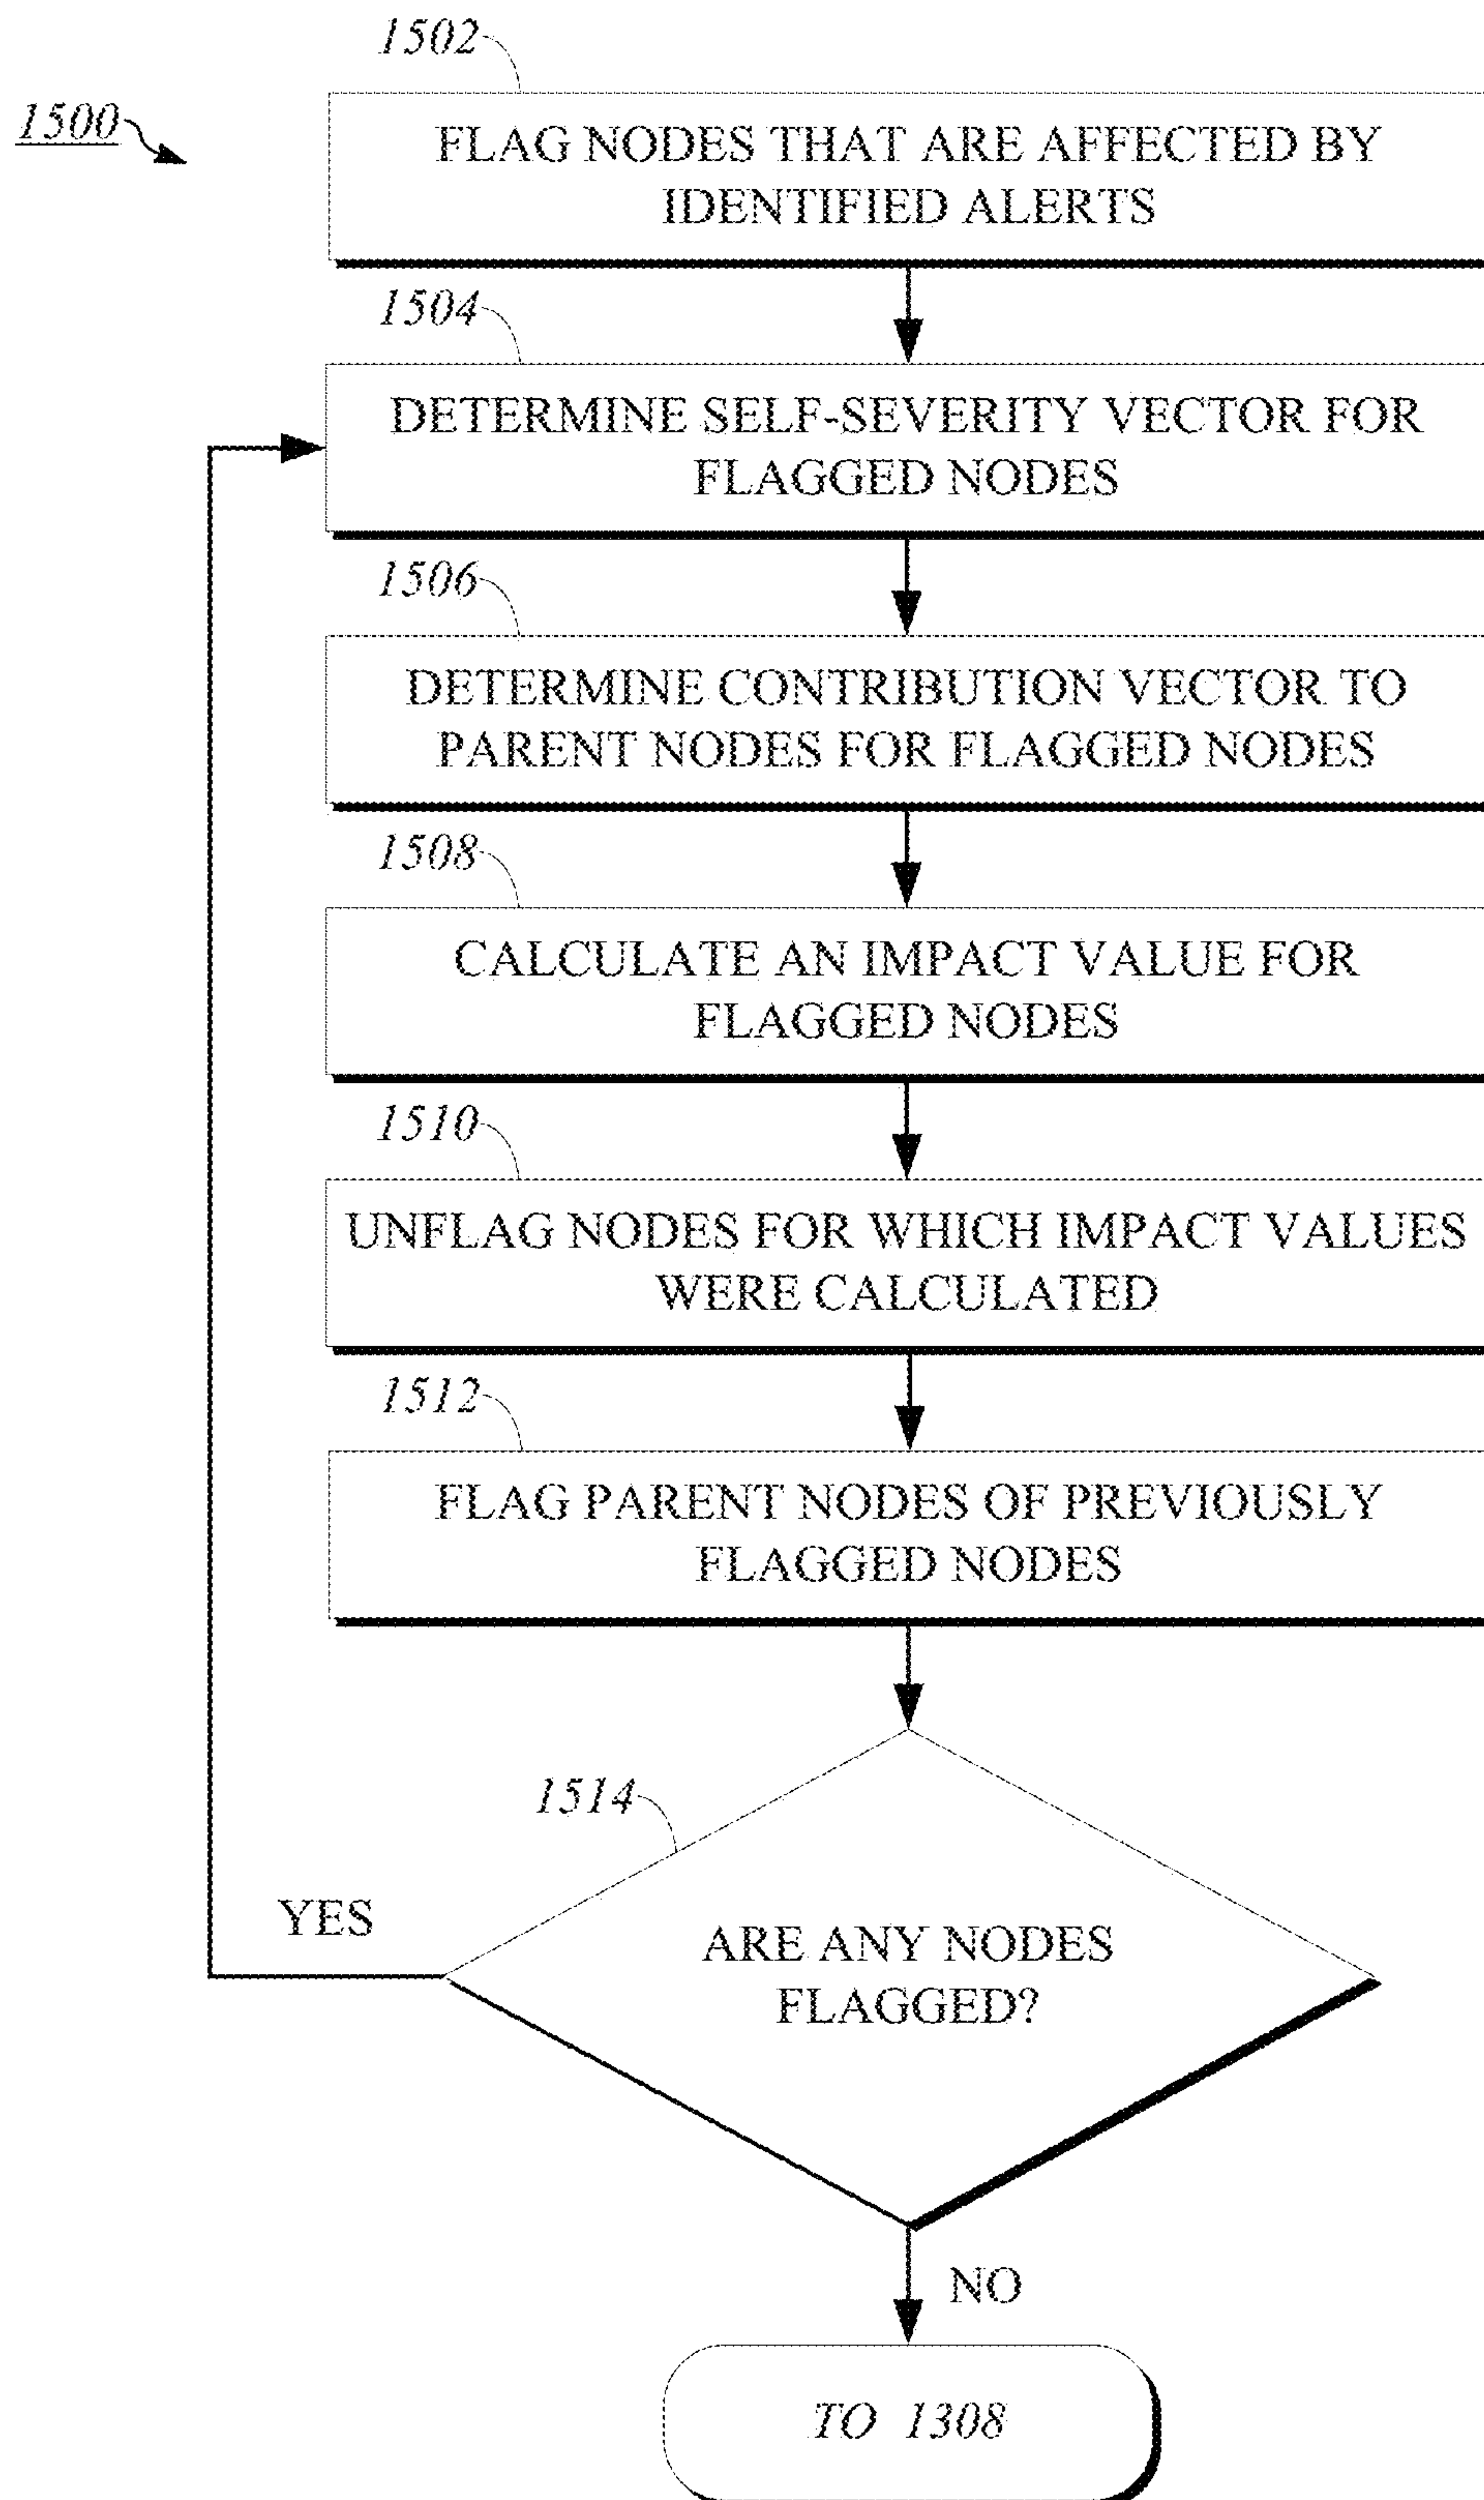 1500
1502
FLAG NODES THAT ARE AFFECTED BY
IDENTIFIED ALERTS
1504
DETERMINE SELF-SEVERITY VECTOR FOR
FLAGGED NODES
1506
DETERMINE CONTRIBUTION VECTOR TO
PARENT NODES FOR FLAGGED NODES
1508
CALCULATE AN IMPACT VALUE FOR
FLAGGED NODES
1510
UNFLAG NODES FOR WHICH IMPACT VALUES
WERE CALCULATED
1512
FLAG PARENT NODES OF PREVIOUSLY
FLAGGED NODES
1514
YES
ARE ANY NODES
FLAGGED?
NO
TO 1308